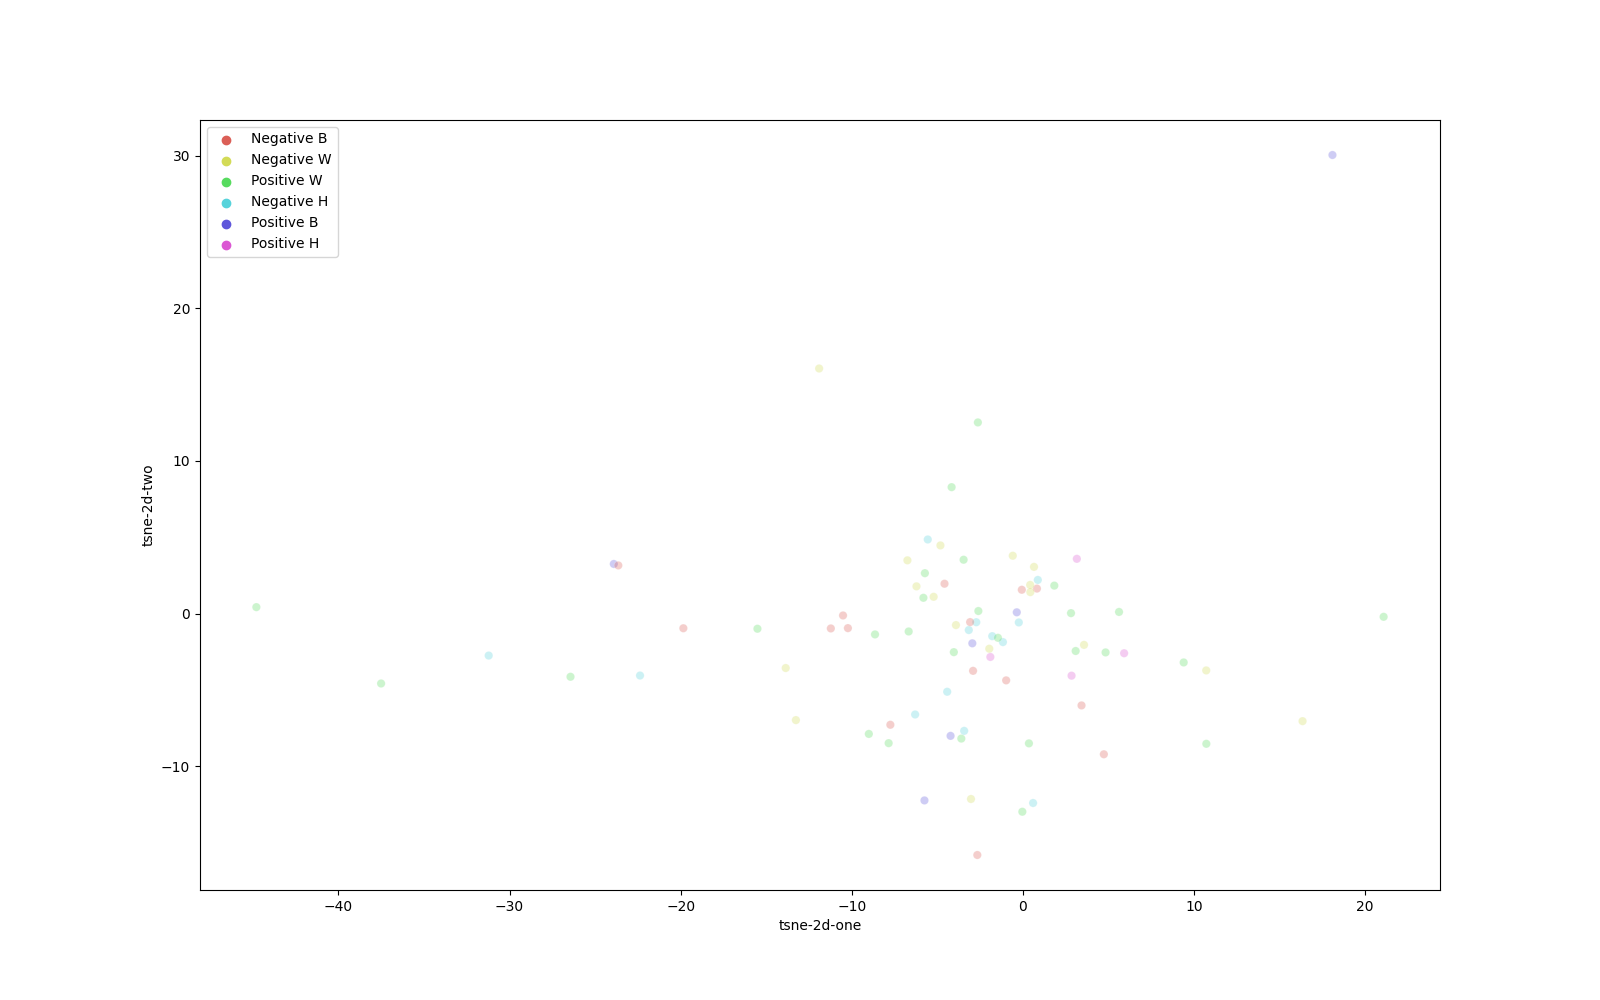 Negative B
Negative W
Positive W
Negative H
Positive B
Positive H
30
20
10
0
−10
tsne-2d-two
−40 −30 −20 −10 0 10 20
tsne-2d-one